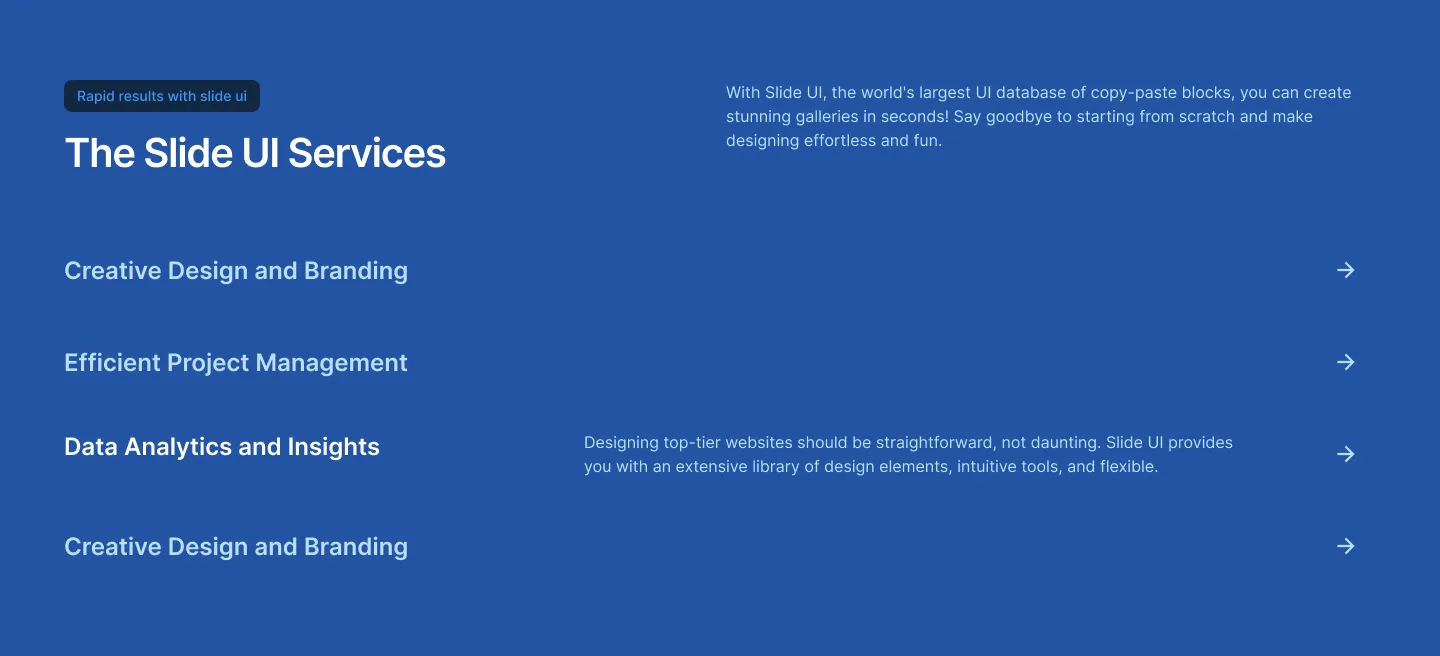 Rapid results with slide ui
The Slide UI Services
With Slide UI, the world's largest UI database of copy-paste blocks, you can create
stunning galleries in seconds! Say goodbye to starting from scratch and make
designing effortless and fun.
Creative Design and Branding
Efficient Project Management
Data Analytics and Insights
Designing top-tier websites should be straightforward, not daunting. Slide UI provides
you with an extensive library of design elements, intuitive tools, and flexible.
Creative Design and Branding